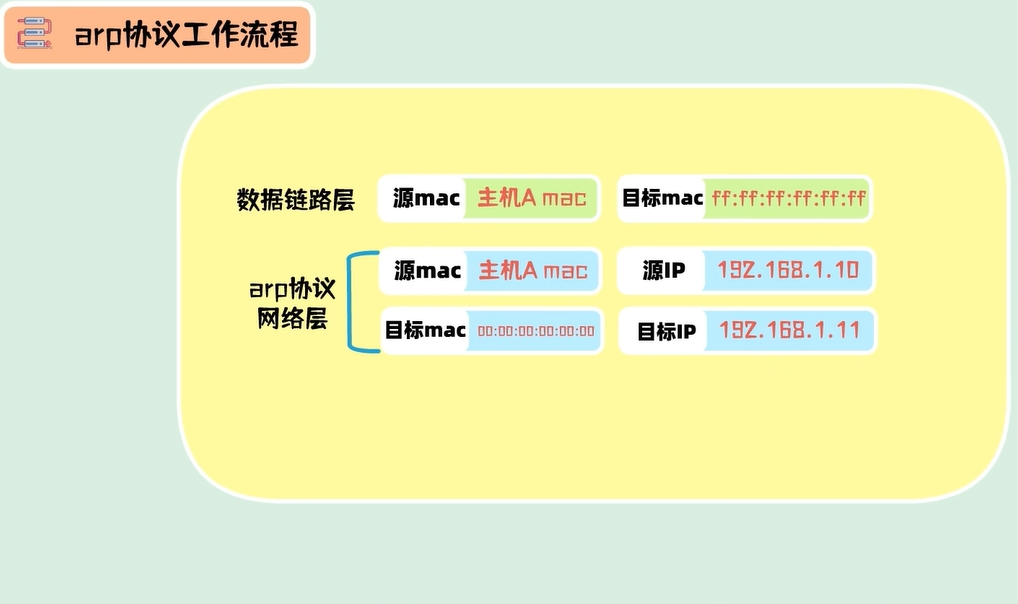 arp协议工作流程
数据链路层 源mac 主机A mac 目标mac ff:ff:ff:ff:ff:ff
arp协议
网络层
源mac 主机A mac 源IP 192.168.1.10
目标mac 00:00:00:00:00:00 目标IP 192.168.1.11